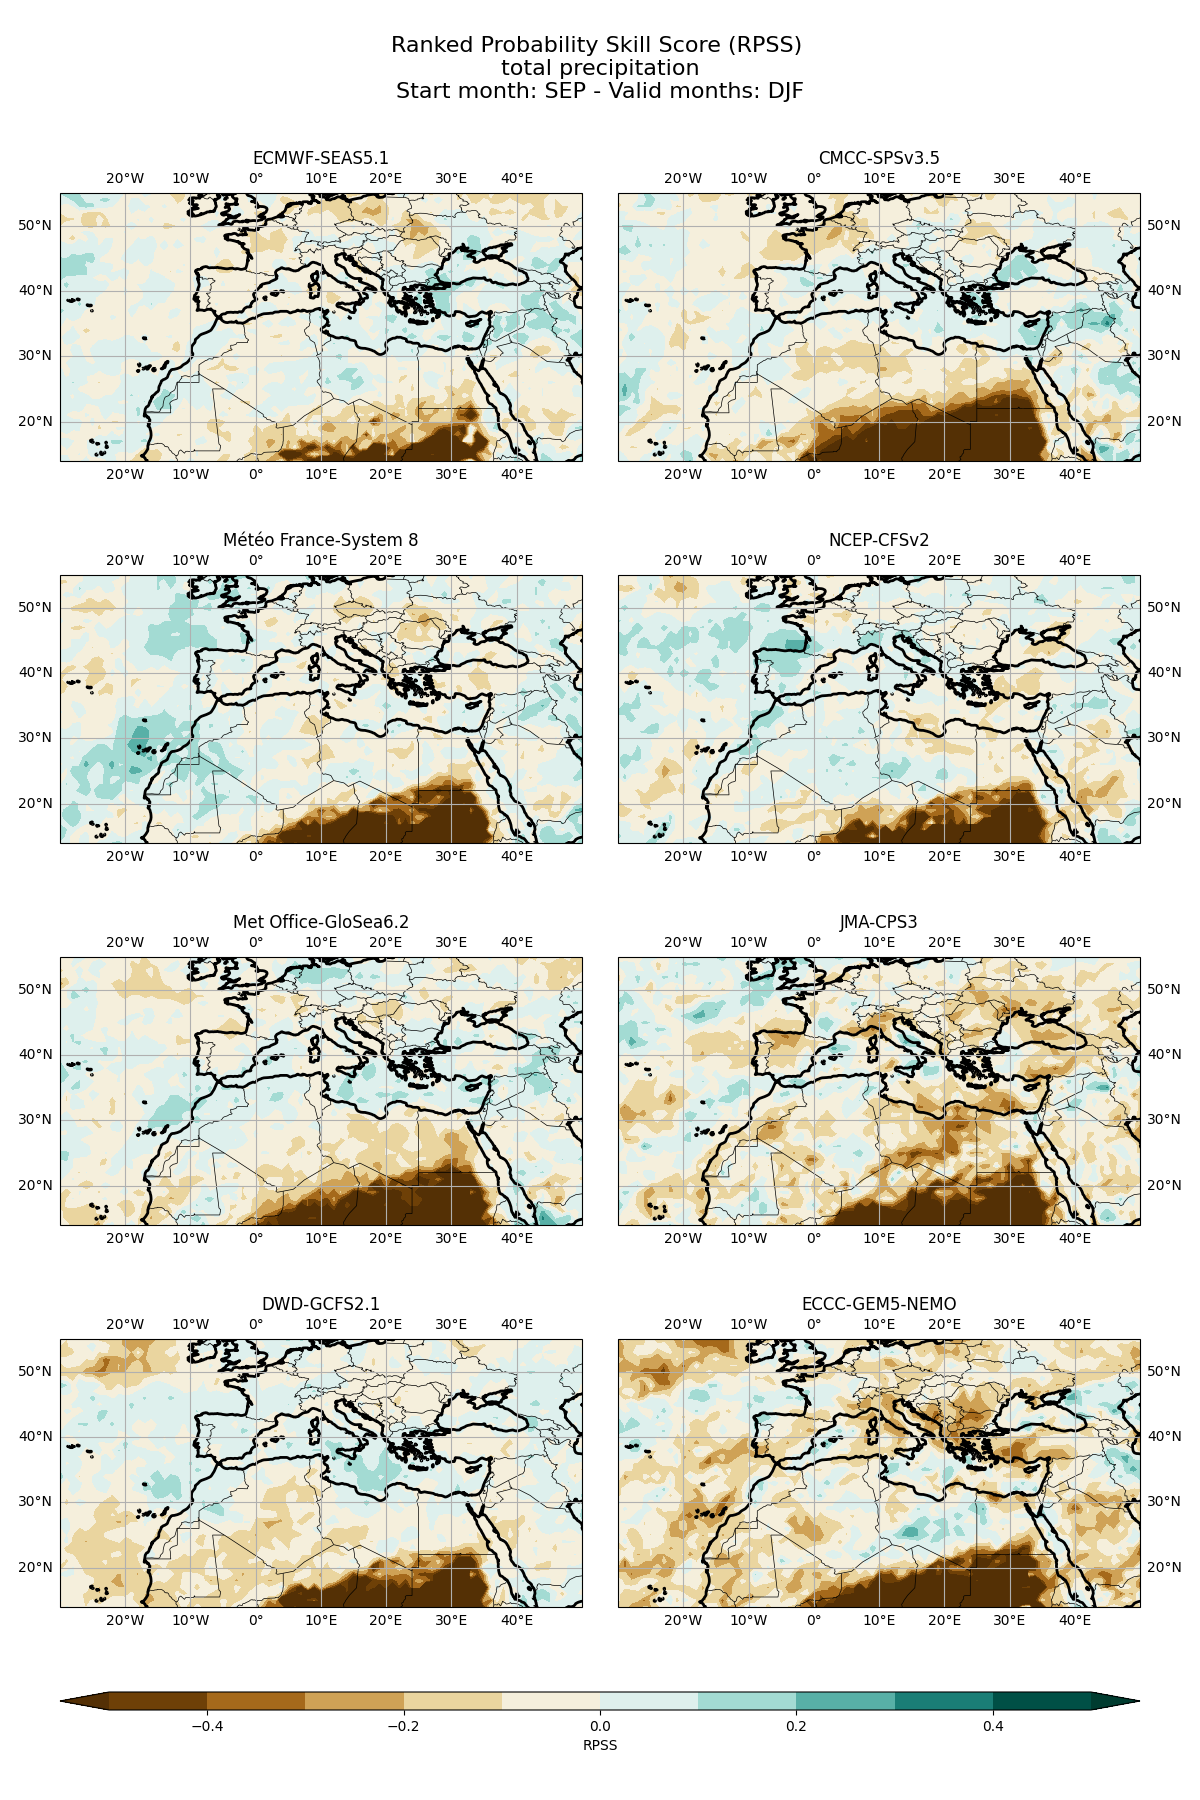 Ranked Probability Skill Score (RPSS)
total precipitation
Start month: SEP - Valid months: DJF
ECMWF-SEAS5.1
CMCC-SPSv3.5
20°W 10°W 0° 10°E 20°E 30°E 40°E
20°W 10°W 0° 10°E 20°E 30°E 40°E
50°N
50°N
40°N
40°N
30°N
30°N
20°N
20°N
20°W 10°W 0° 10°E 20°E 30°E 40°E
20°W 10°W 0° 10°E 20°E 30°E 40°E
Météo France-System 8
NCEP-CFSv2
20°W 10°W 0° 10°E 20°E 30°E 40°E
20°W 10°W 0° 10°E 20°E 30°E 40°E
50°N
50°N
40°N
40°N
30°N
30°N
20°N
20°N
20°W 10°W 0° 10°E 20°E 30°E 40°E
20°W 10°W 0° 10°E 20°E 30°E 40°E
Met Office-GloSea6.2
JMA-CPS3
20°W 10°W 0° 10°E 20°E 30°E 40°E
20°W 10°W 0° 10°E 20°E 30°E 40°E
50°N
50°N
40°N
40°N
30°N
30°N
20°N
20°N
20°W 10°W 0° 10°E 20°E 30°E 40°E
20°W 10°W 0° 10°E 20°E 30°E 40°E
DWD-GCFS2.1
ECCC-GEM5-NEMO
20°W 10°W 0° 10°E 20°E 30°E 40°E
20°W 10°W 0° 10°E 20°E 30°E 40°E
50°N
50°N
40°N
40°N
30°N
30°N
20°N
20°N
20°W 10°W 0° 10°E 20°E 30°E 40°E
20°W 10°W 0° 10°E 20°E 30°E 40°E
−0.4 −0.2 0.0 0.2 0.4
RPSS